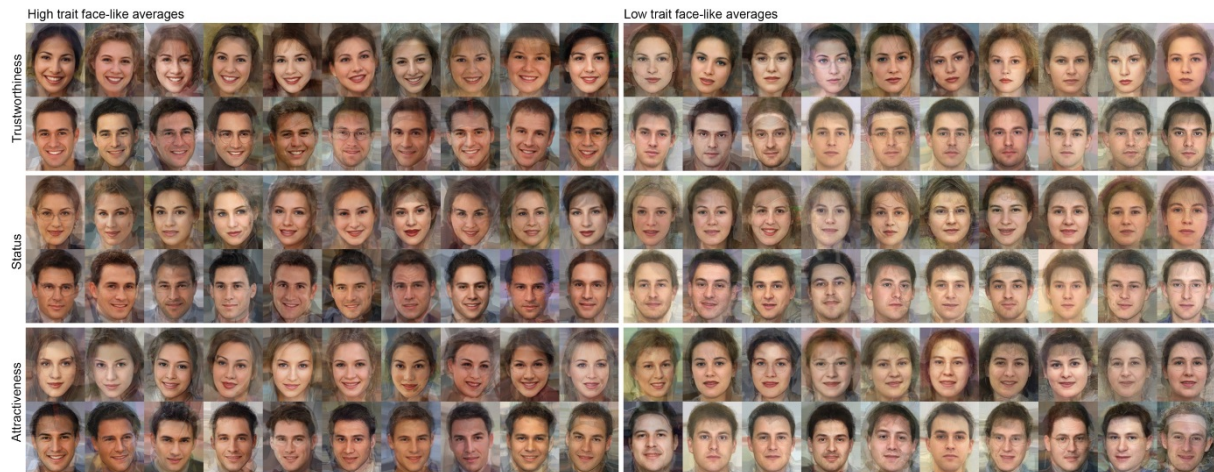 High trait face-like averages
Low trait face-like averages
Trustworthiness
Status
Attractiveness